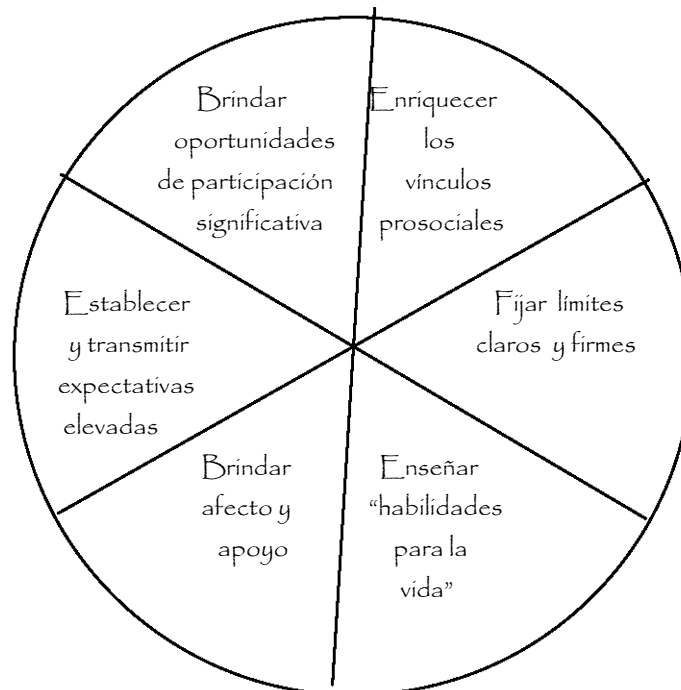 Brindar
oportunidades
de participación
significativa
Enriquecer
los
vínculos
prosociales
Establecer
y transmitir
expectativas
elevadas
Fijar límites
claros y firmes
Brindar
afecto y
apoyo
Enseñar
“habilidades
para la
vida”